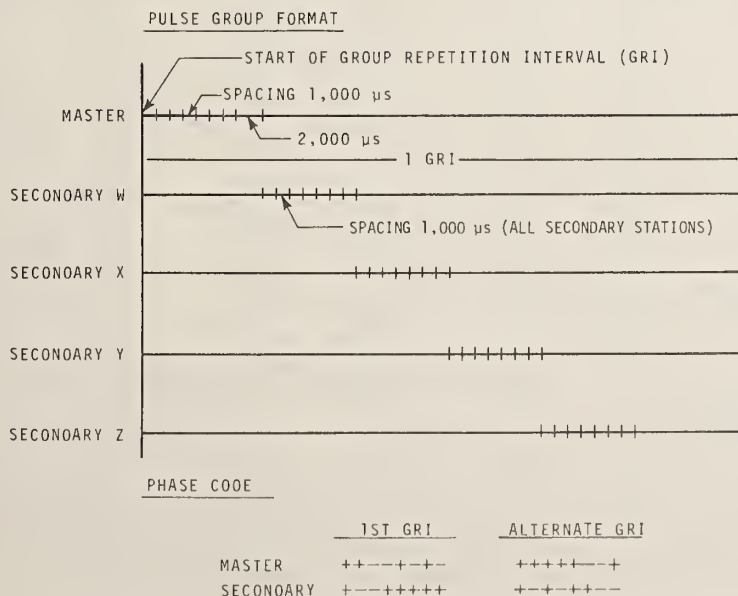 PULSE GROUP FORMAT
START OF GROUP REPETITION INTERVAL (GRI)
SPACING 1,000 µs
MASTER
2,000 µs
1 GRI
SECONOARY W
SPACING 1,000 µs (ALL SECONDARY STATIONS)
SECONOARY X
SECONOARY Y
SECONOARY Z
PHASE COOE
1ST GRI ALTERNATE GRI
MASTER ++--+-+- +++++--+
SECONOARY +--+++++ +-+-++--